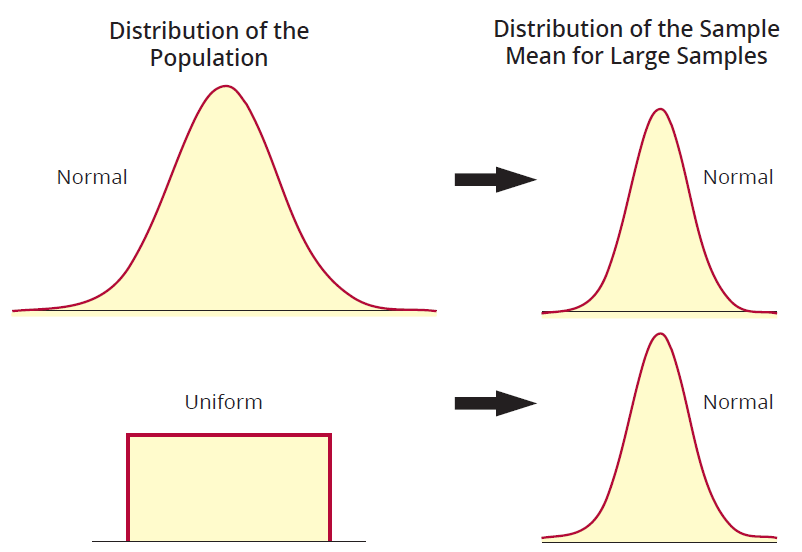 Distribution of the
Population
Distribution of the Sample
Mean for Large Samples
Normal
Normal
Uniform
Normal